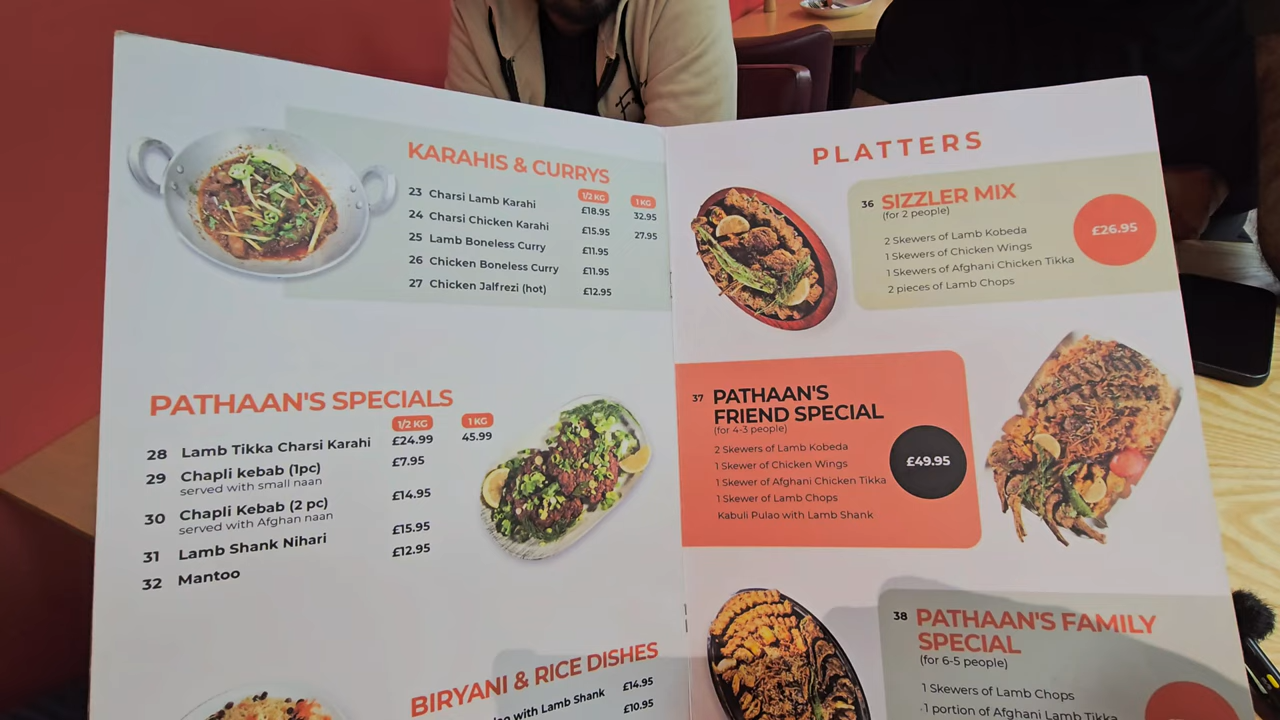 KARAHIS & CURRYS
1/2 KG 1 KG
23 Charsi Lamb Karahi £18.95 32.95
24 Charsi Chicken Karahi £15.95 27.95
25 Lamb Boneless Curry £11.95
26 Chicken Boneless Curry £11.95
27 Chicken Jalfrezi (hot) £12.95
PATHAAN'S SPECIALS
1/2 KG 1 KG
28 Lamb Tikka Charsi Karahi £24.99 45.99
29 Chapli kebab (1pc) £7.95
served with small naan
30 Chapli Kebab (2 pc) £14.95
served with Afghan naan
31 Lamb Shank Nihari £15.95
32 Mantoo £12.95
BIRYANI & RICE DISHES
with Lamb Shank £14.95
£10.95
PLATTERS
36 SIZZLER MIX
(for 2 people)
2 Skewers of Lamb Kobeda
1 Skewers of Chicken Wings
1 Skewers of Afghani Chicken Tikka
2 pieces of Lamb Chops
£26.95
37 PATHAAN'S
FRIEND SPECIAL
(for 4-3 people)
2 Skewers of Lamb Kobeda
1 Skewer of Chicken Wings
1 Skewer of Afghani Chicken Tikka
1 Skewer of Lamb Chops
Kabuli Pulao with Lamb Shank
£49.95
38 PATHAAN'S FAMILY
SPECIAL
(for 6-5 people)
1 Skewers of Lamb Chops
1 portion of Afghani Lamb Tikka